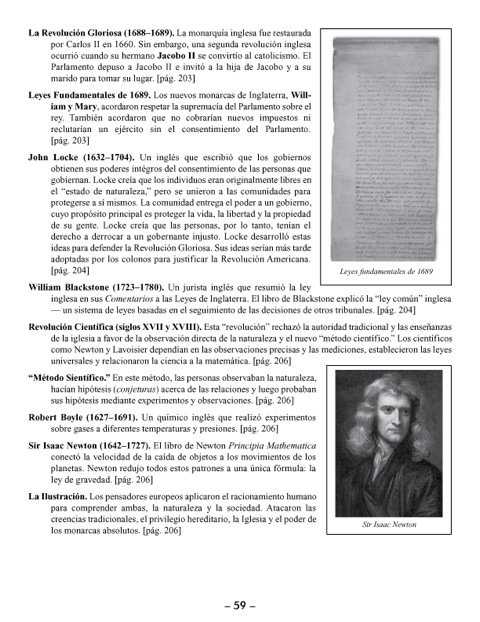 La Revolución Gloriosa (1688–1689). La monarquía inglesa fue restaurada
por Carlos II en 1660. Sin embargo, una segunda revolución inglesa
ocurrió cuando su hermano Jacobo II se convirtío al catolicismo. El
Parlamento depuso a Jacobo II e invitó a la hija de Jacobo y a su
marido para tomar su lugar. [pág. 203]
Leyes Fundamentales de 1689. Los nuevos monarcas de Inglaterra, Will-
iam y Mary, acordaron respetar la supremacía del Parlamento sobre el
rey. También acordaron que no cobrarían nuevos impuestos ni
reclutarían un ejército sin el consentimiento del Parlamento.
[pág. 203]
John Locke (1632–1704). Un inglés que escribió que los gobiernos
obtienen sus poderes intégros del consentimiento de las personas que
gobiernan. Locke creía que los individuos eran originalmente libres en
el “estado de naturaleza,” pero se unieron a las comunidades para
protegerse a sí mismos. La comunidad entrega el poder a un gobierno,
cuyo propósito principal es proteger la vida, la libertad y la propiedad
de su gente. Locke creía que las personas, por lo tanto, tenían el
derecho a derrocar a un gobernante injusto. Locke desarrolló estas
ideas para defender la Revolución Gloriosa. Sus ideas serían más tarde
adoptadas por los colonos para justificar la Revolución Americana.
[pág. 204]
Leyes fundamentales de 1689
William Blackstone (1723–1780). Un jurista inglés que resumió la ley
inglesa en sus Comentarios a las Leyes de Inglaterra. El libro de Blackstone explicó la “ley común” inglesa
— un sistema de leyes basadas en el seguimiento de las decisiones de otros tribunales. [pág. 204]
Revolución Científica (siglos XVII y XVIII). Esta “revolución” rechazó la autoridad tradicional y las enseñanzas
de la iglesia a favor de la observación directa de la naturaleza y el nuevo “método científico.” Los científicos
como Newton y Lavoisier dependían en las observaciones precisas y las mediciones, establecieron las leyes
universales y relacionaron la ciencia a la matemática. [pág. 206]
“Método Sientífico.” En este método, las personas observaban la naturaleza,
hacían hipótesis (conjeturas) acerca de las relaciones y luego probaban
sus hipótesis mediante experimentos y observaciones. [pág. 206]
Robert Boyle (1627–1691). Un químico inglés que realizó experimentos
sobre gases a diferentes temperaturas y presiones. [pág. 206]
Sir Isaac Newton (1642–1727). El libro de Newton Principia Mathematica
conectó la velocidad de la caída de objetos a los movimientos de los
planetas. Newton redujo todos estos patrones a una única fórmula: la
ley de gravedad. [pág. 206]
La Ilustración. Los pensadores europeos aplicaron el racionamiento humano
para comprender ambas, la naturaleza y la sociedad. Atacaron las
creencias tradicionales, el privilegio hereditario, la Iglesia y el poder de
los monarcas absolutos. [pág. 206]
Sir Isaac Newton
– 59 –